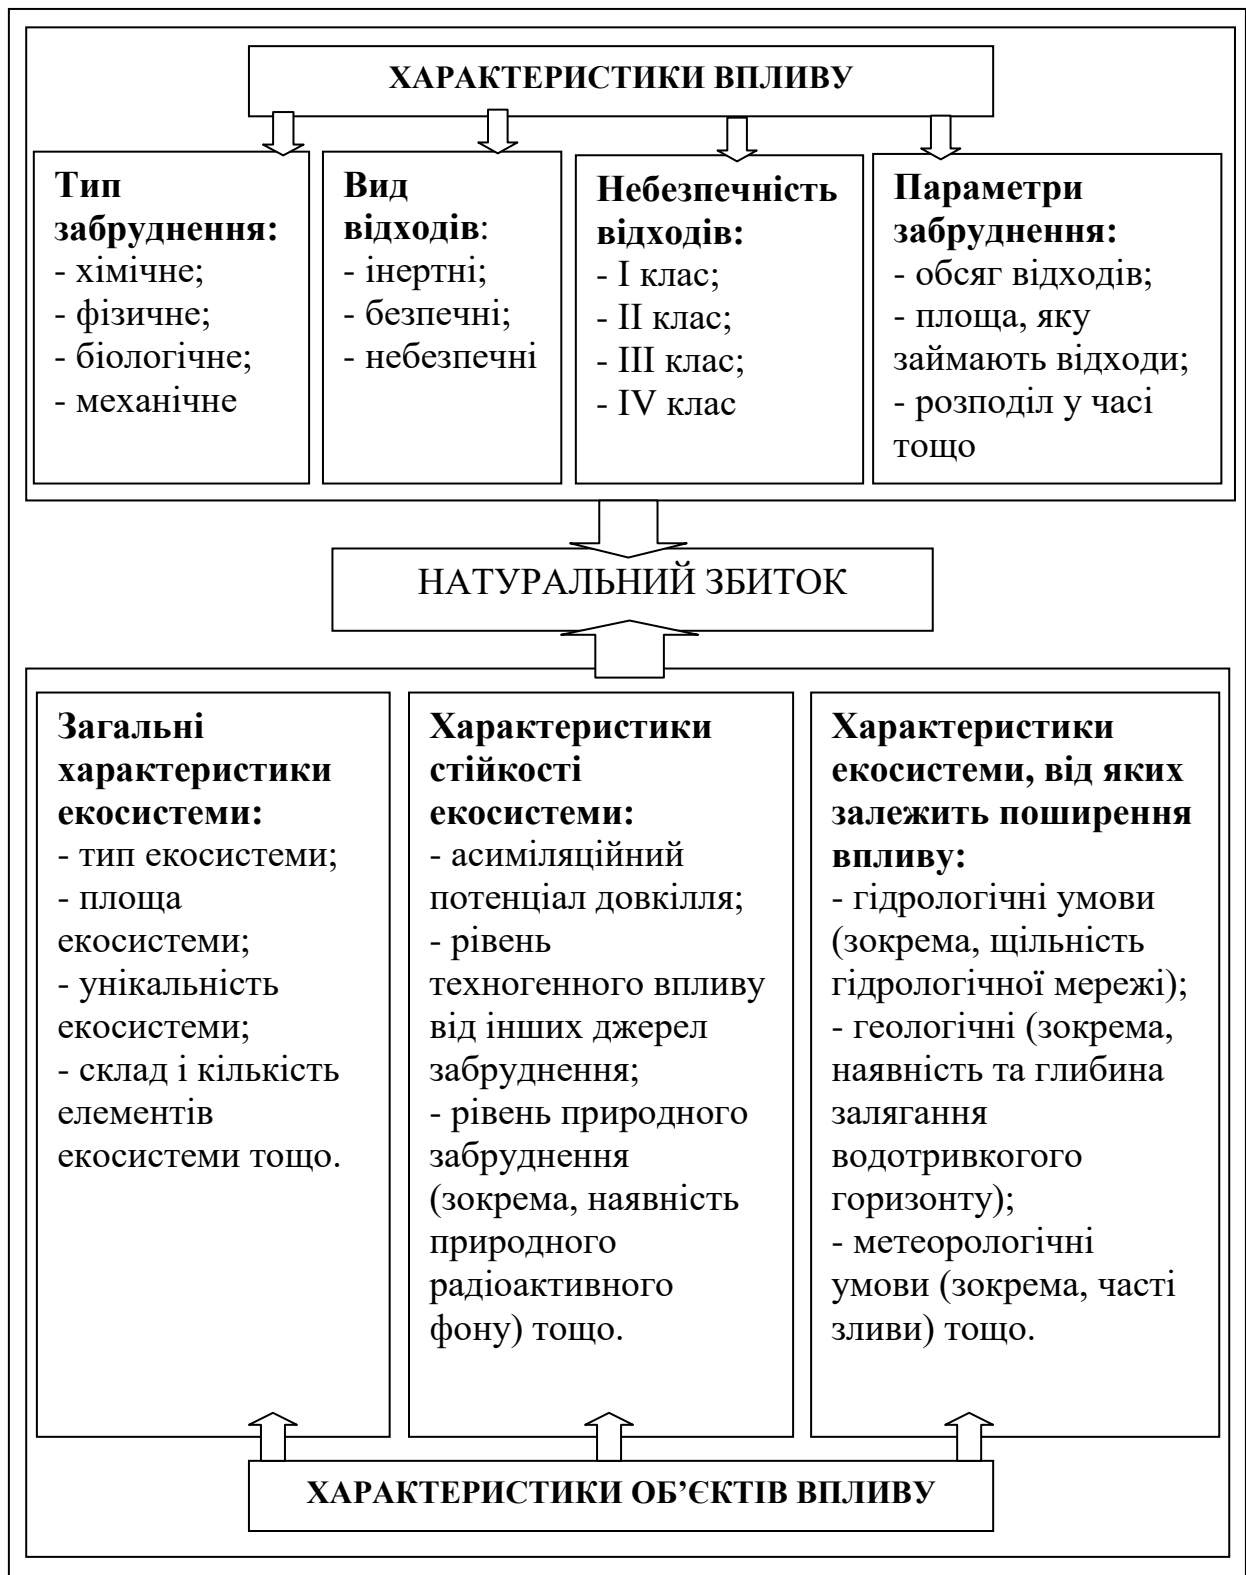 ХАРАКТЕРИСТИКИ ВПЛИВУ
Тип
забруднення:
- хімічне;
- фізичне;
- біологічне;
- механічне
Вид
відходів:
- інертні;
- безпечні;
- небезпечні
Небезпечність
відходів:
- І клас;
- ІІ клас;
- ІІІ клас;
- IV клас
Параметри
забруднення:
- обсяг відходів;
- площа, яку
займають відходи;
- розподіл у часі
тощо
НАТУРАЛЬНИЙ ЗБИТОК
Загальні
характеристики
екосистеми:
- тип екосистеми;
- площа
екосистеми;
- унікальність
екосистеми;
- склад і кількість
елементів
екосистеми тощо.
Характеристики
стійкості
екосистеми:
- асиміляційний
потенціал довкілля;
- рівень
техногенного впливу
від інших джерел
забруднення;
- рівень природного
забруднення
(зокрема, наявність
природного
радіоактивного
фону) тощо.
Характеристики
екосистеми, від яких
залежить поширення
впливу:
- гідрологічні умови
(зокрема, щільність
гідрологічної мережі);
- геологічні (зокрема,
наявність та глибина
залягання
водотривкогого
горизонту);
- метеорологічні
умови (зокрема, часті
зливи) тощо.
ХАРАКТЕРИСТИКИ ОБ’ЄКТІВ ВПЛИВУ